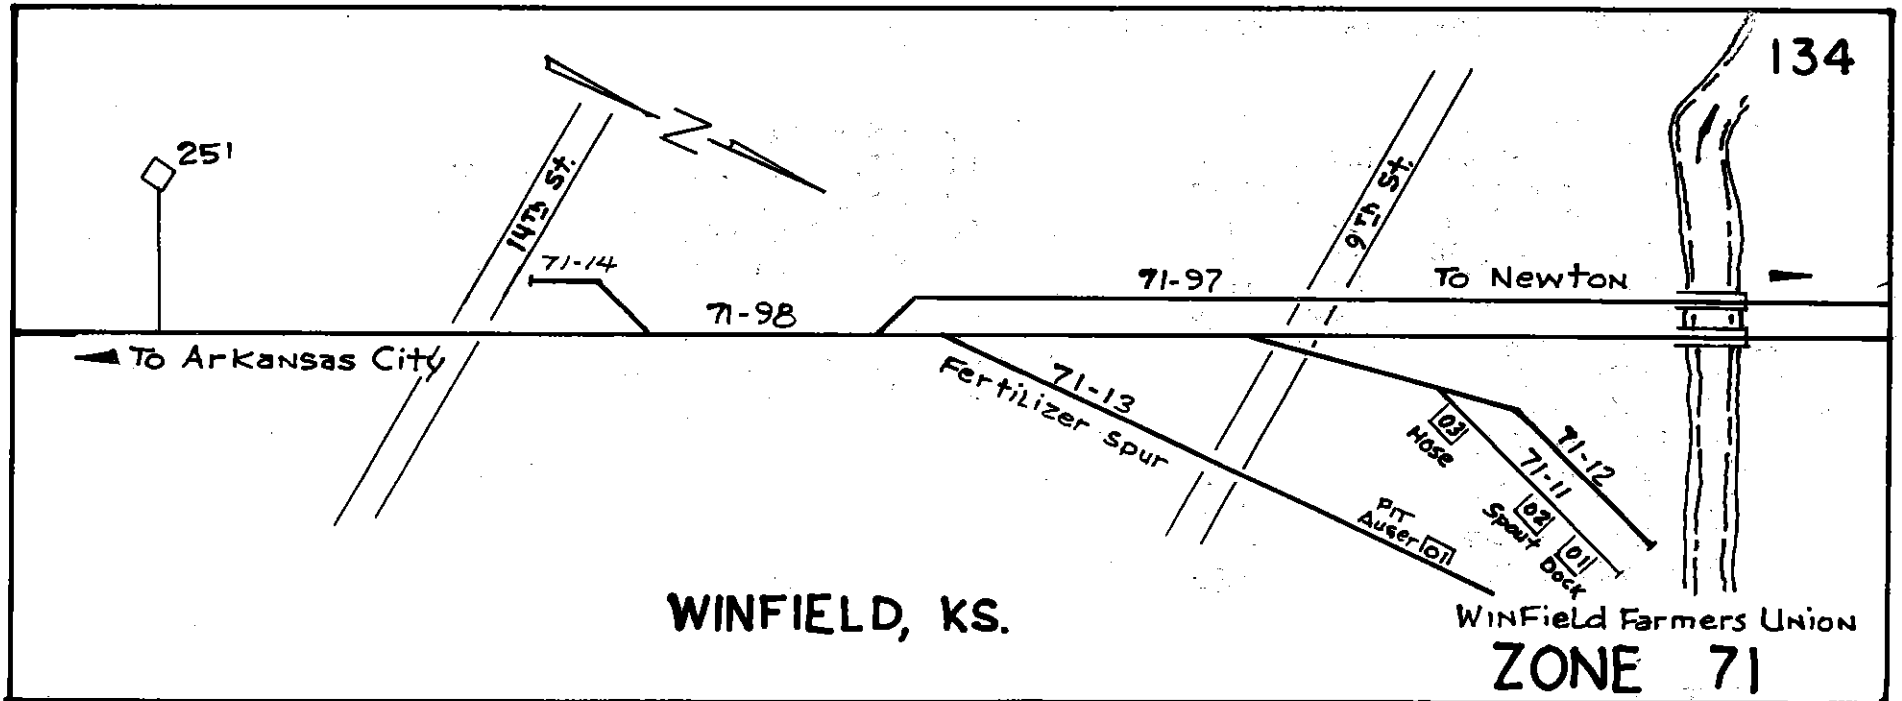 134
N
251
14Th St.
9Th St.
71-14
71-98
71-97
To Newton
To Arkansas City
71-13
Fertilizer Spur
03
Hose
71-12
71-11
02
Spout
01
Dock
Pit
Auger 01
WINFIELD, KS.
WINField Farmers UNION
ZONE 71